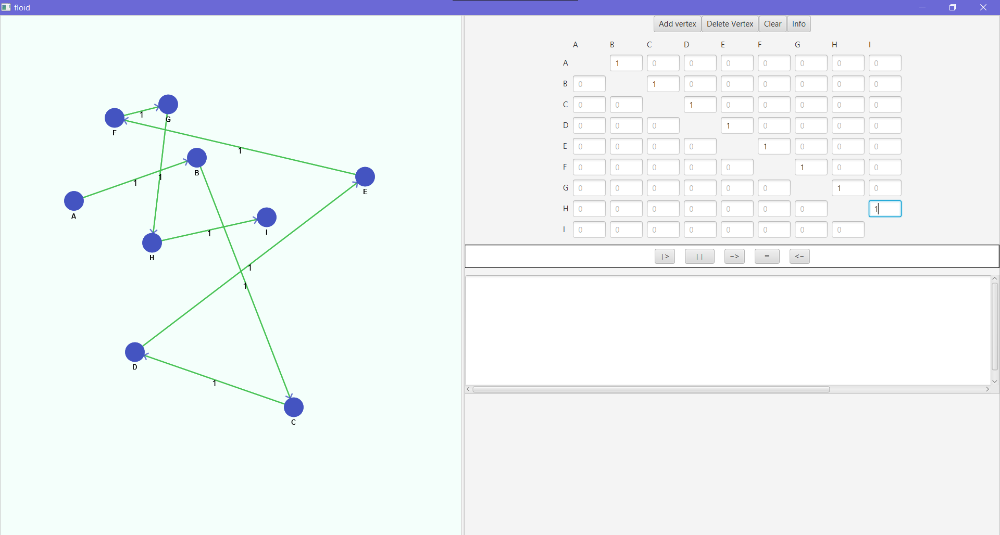 floid
Add vertex Delete Vertex Clear Info
A B C D E F G H I
A 1 0 0 0 0 0 0 0
B 0 1 0 0 0 0 0 0
C 0 0 1 0 0 0 0 0
D 0 0 0 1 0 0 0 0
E 0 0 0 0 1 0 0 0
F 0 0 0 0 0 1 0 0
G 0 0 0 0 0 0 1 0
H 0 0 0 0 0 0 0 1
I 0 0 0 0 0 0 0 0
|> || -> = <-
G
1
F
1
B
1
1
E
A
I
1
H
1
1
D
1
C